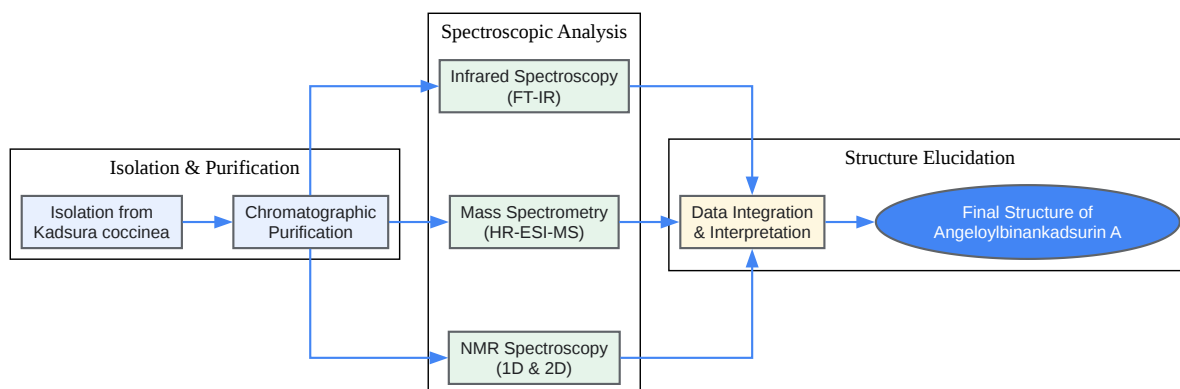 Spectroscopic Analysis
Infrared Spectroscopy
(FT-IR)
Isolation & Purification
Isolation from
Kadsura coccinea
Chromatographic
Purification
Mass Spectrometry
(HR-ESI-MS)
NMR Spectroscopy
(1D & 2D)
Structure Elucidation
Data Integration
& Interpretation
Final Structure of
Angeloylbinankadsurin A